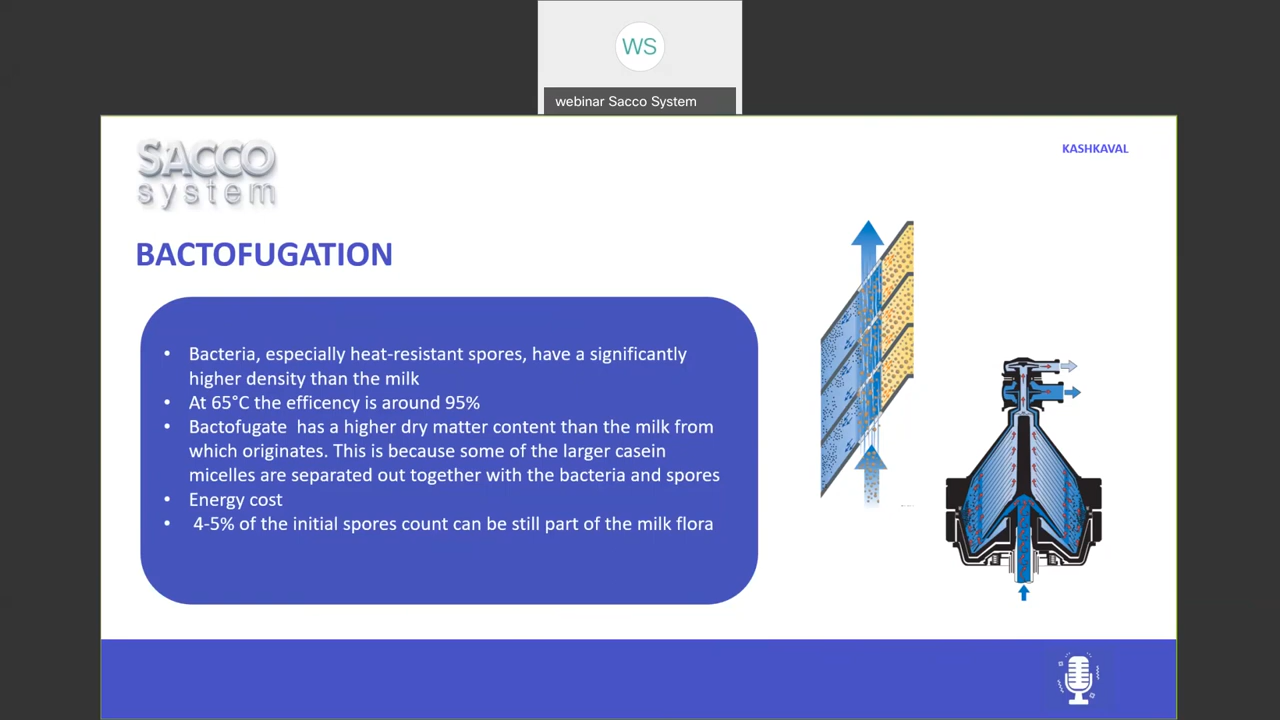 WS
webinar Sacco System
SACCO
system
KASHKAVAL
BACTOFUGATION
• Bacteria, especially heat-resistant spores, have a significantly
higher density than the milk
• At 65°C the efficency is around 95%
• Bactofugate has a higher dry matter content than the milk from
which originates. This is because some of the larger casein
micelles are separated out together with the bacteria and spores
• Energy cost
• 4-5% of the initial spores count can be still part of the milk flora